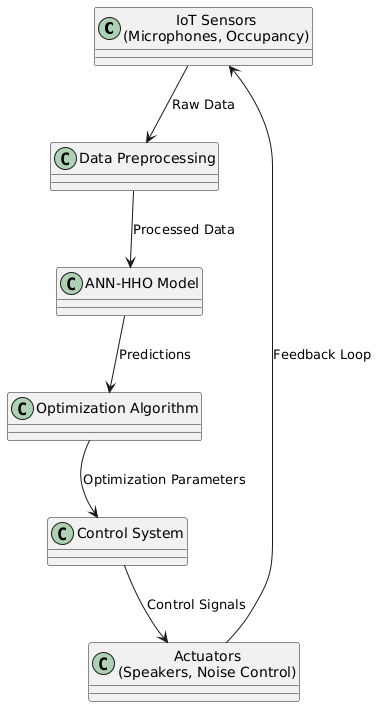 C IoT Sensors
(Microphones, Occupancy)
Raw Data
C Data Preprocessing
Processed Data
C ANN-HHO Model
Predictions
Feedback Loop
C Optimization Algorithm
Optimization Parameters
C Control System
Control Signals
C Actuators
(Speakers, Noise Control)